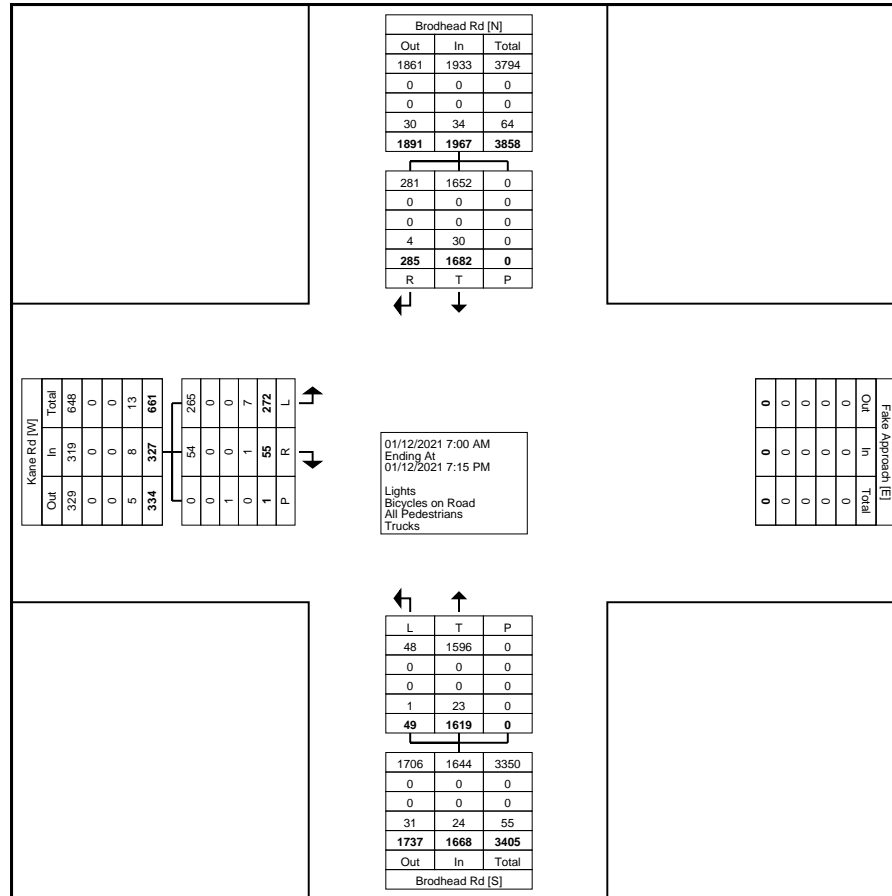 Brodhead Rd [N]
Out In Total
1861 1933 3794
0 0 0
0 0 0
30 34 64
1891 1967 3858
281 1652 0
0 0 0
0 0 0
4 30 0
285 1682 0
R T P
Kane Rd [W]
Out In Total
329 319 648
0 0 0
0 0 0
5 8 13
334 327 661
0 54 265
0 0 0
1 0 0
0 1 7
1 55 272
P R L
01/12/2021 7:00 AM
Ending At
01/12/2021 7:15 PM
Lights
Bicycles on Road
All Pedestrians
Trucks
Fake Approach [E]
Out In Total
0 0 0
0 0 0
0 0 0
0 0 0
0 0 0
L T P
48 1596 0
0 0 0
0 0 0
1 23 0
49 1619 0
1706 1644 3350
0 0 0
0 0 0
31 24 55
1737 1668 3405
Out In Total
Brodhead Rd [S]